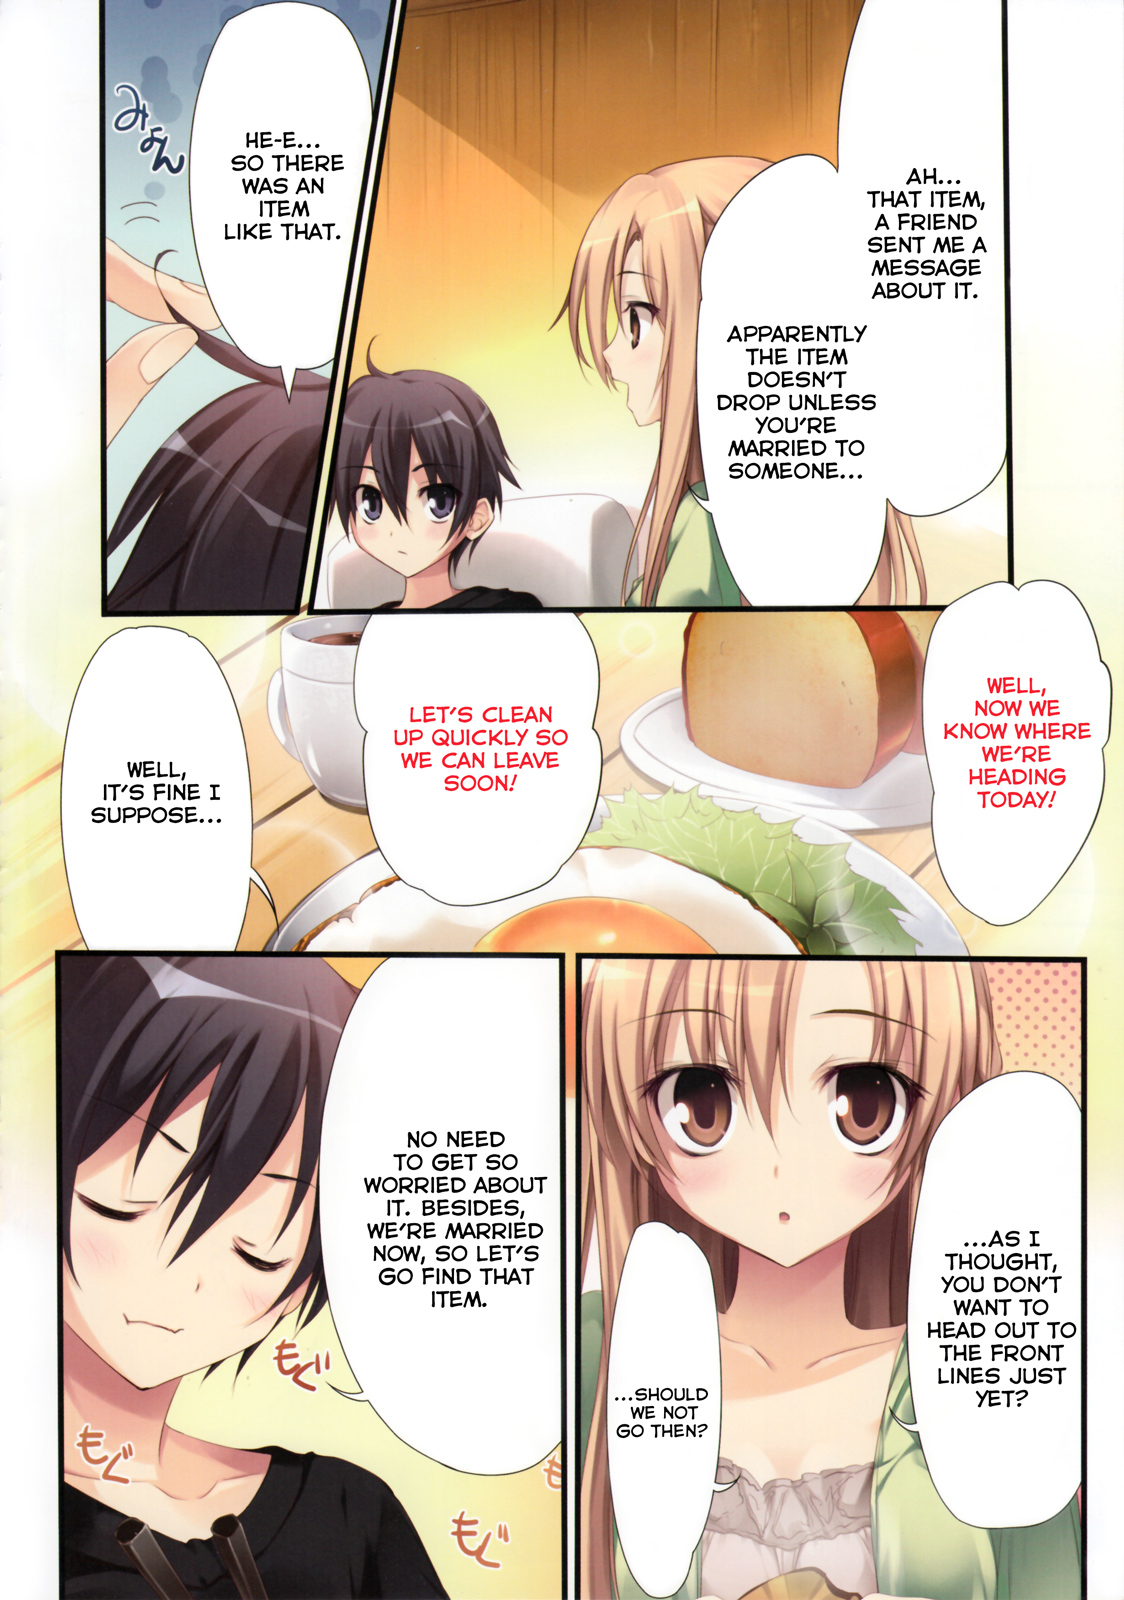 AH...
THAT ITEM,
A FRIEND
SENT ME A
MESSAGE
ABOUT IT.
APPARENTLY
THE ITEM
DOESN'T
DROP UNLESS
YOU'RE
MARRIED TO
SOMEONE...
HE-E...
SO THERE
WAS AN
ITEM
LIKE THAT.
みょん
WELL,
NOW WE
KNOW WHERE
WE'RE
HEADING
TODAY!
LET'S CLEAN
UP QUICKLY SO
WE CAN LEAVE
SOON!
WELL,
IT'S FINE I
SUPPOSE...
...AS I
THOUGHT,
YOU DON'T
WANT TO
HEAD OUT TO
THE FRONT
LINES JUST
YET?
...SHOULD
WE NOT
GO THEN?
NO NEED
TO GET SO
WORRIED ABOUT
IT. BESIDES,
WE'RE MARRIED
NOW, SO LET'S
GO FIND THAT
ITEM.
もぐ
もぐ
もぐ
も